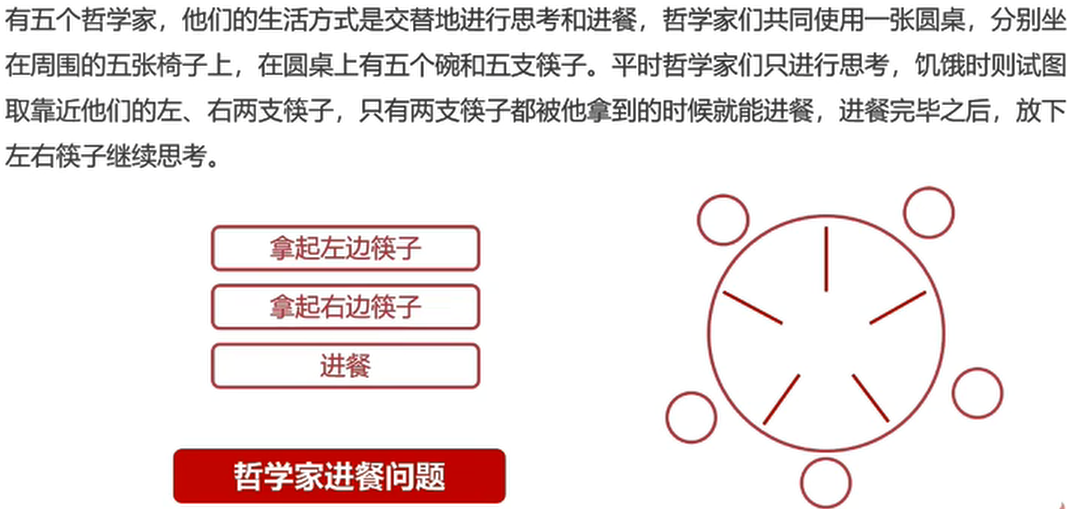 有五个哲学家，他们的生活方式是交替地进行思考和进餐，哲学家们共同使用一张圆桌，分别坐
在周围的五张椅子上，在圆桌上有五个碗和五支筷子。平时哲学家们只进行思考，饥饿时则试图
取靠近他们的左、右两支筷子，只有两支筷子都被他拿到的时候就能进餐，进餐完毕之后，放下
左右筷子继续思考。
拿起左边筷子
拿起右边筷子
进餐
哲学家进餐问题